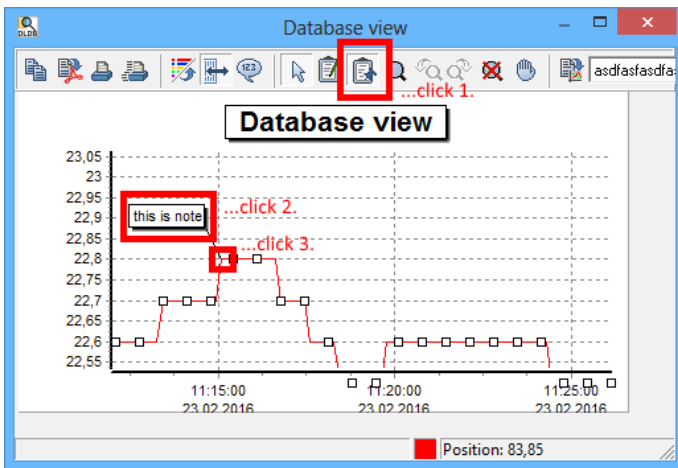 Database view
DLDB
123
asdfasfasdfa
...click 1.
Database view
23,05
23
22,95
22,9
22,85
22,8
22,75
22,7
22,65
22,6
22,55
this is note
...click 2.
...click 3.
11:15:00
23.02.2016
11:20:00
23.02.2016
11:25:00
23.02.2016
Position: 83,85